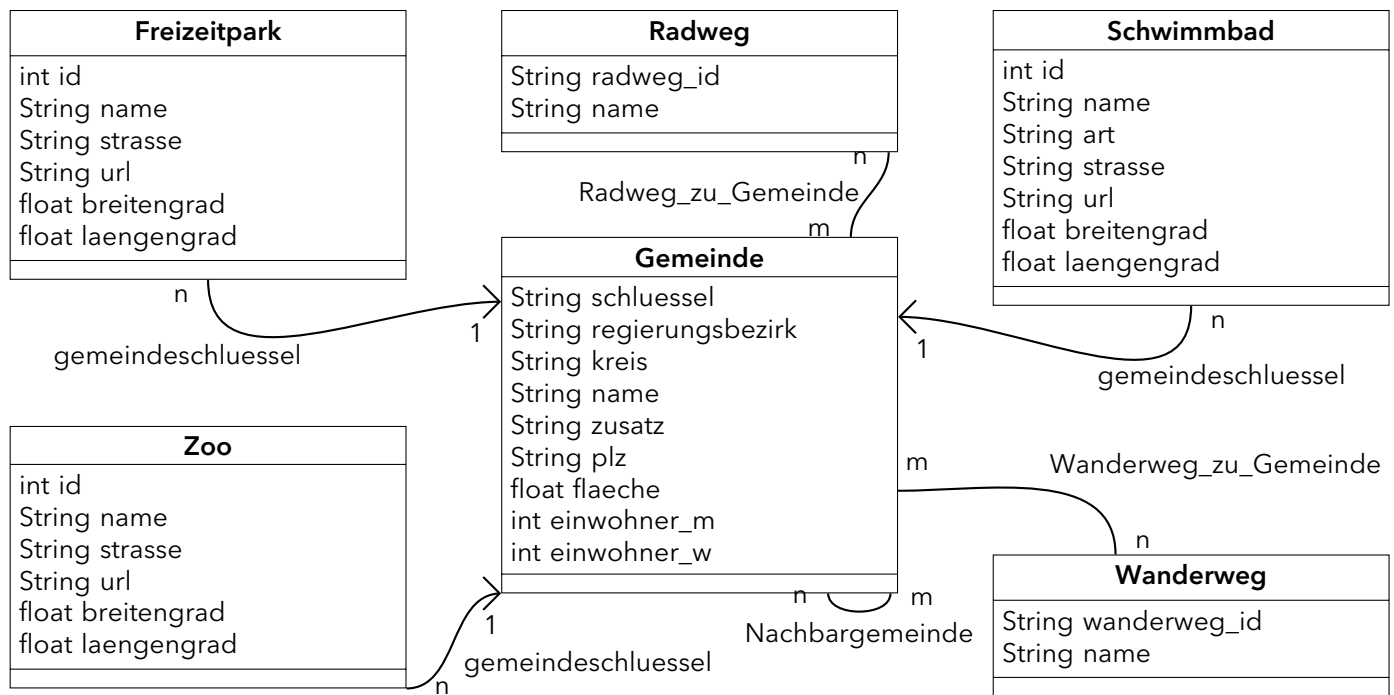 Freizeitpark
int id
String name
String strasse
String url
float breitengrad
float laengengrad
n
1
gemeindeschluessel
Radweg
String radweg_id
String name
n
Radweg_zu_Gemeinde
m
Schwimmbad
int id
String name
String art
String strasse
String url
float breitengrad
float laengengrad
n
1
gemeindeschluessel
Gemeinde
String schluessel
String regierungsbezirk
String kreis
String name
String zusatz
String plz
float flaeche
int einwohner_m
int einwohner_w
n
m
Nachbargemeinde
Zoo
int id
String name
String strasse
String url
float breitengrad
float laengengrad
n
1
gemeindeschluessel
m
Wanderweg_zu_Gemeinde
n
Wanderweg
String wanderweg_id
String name